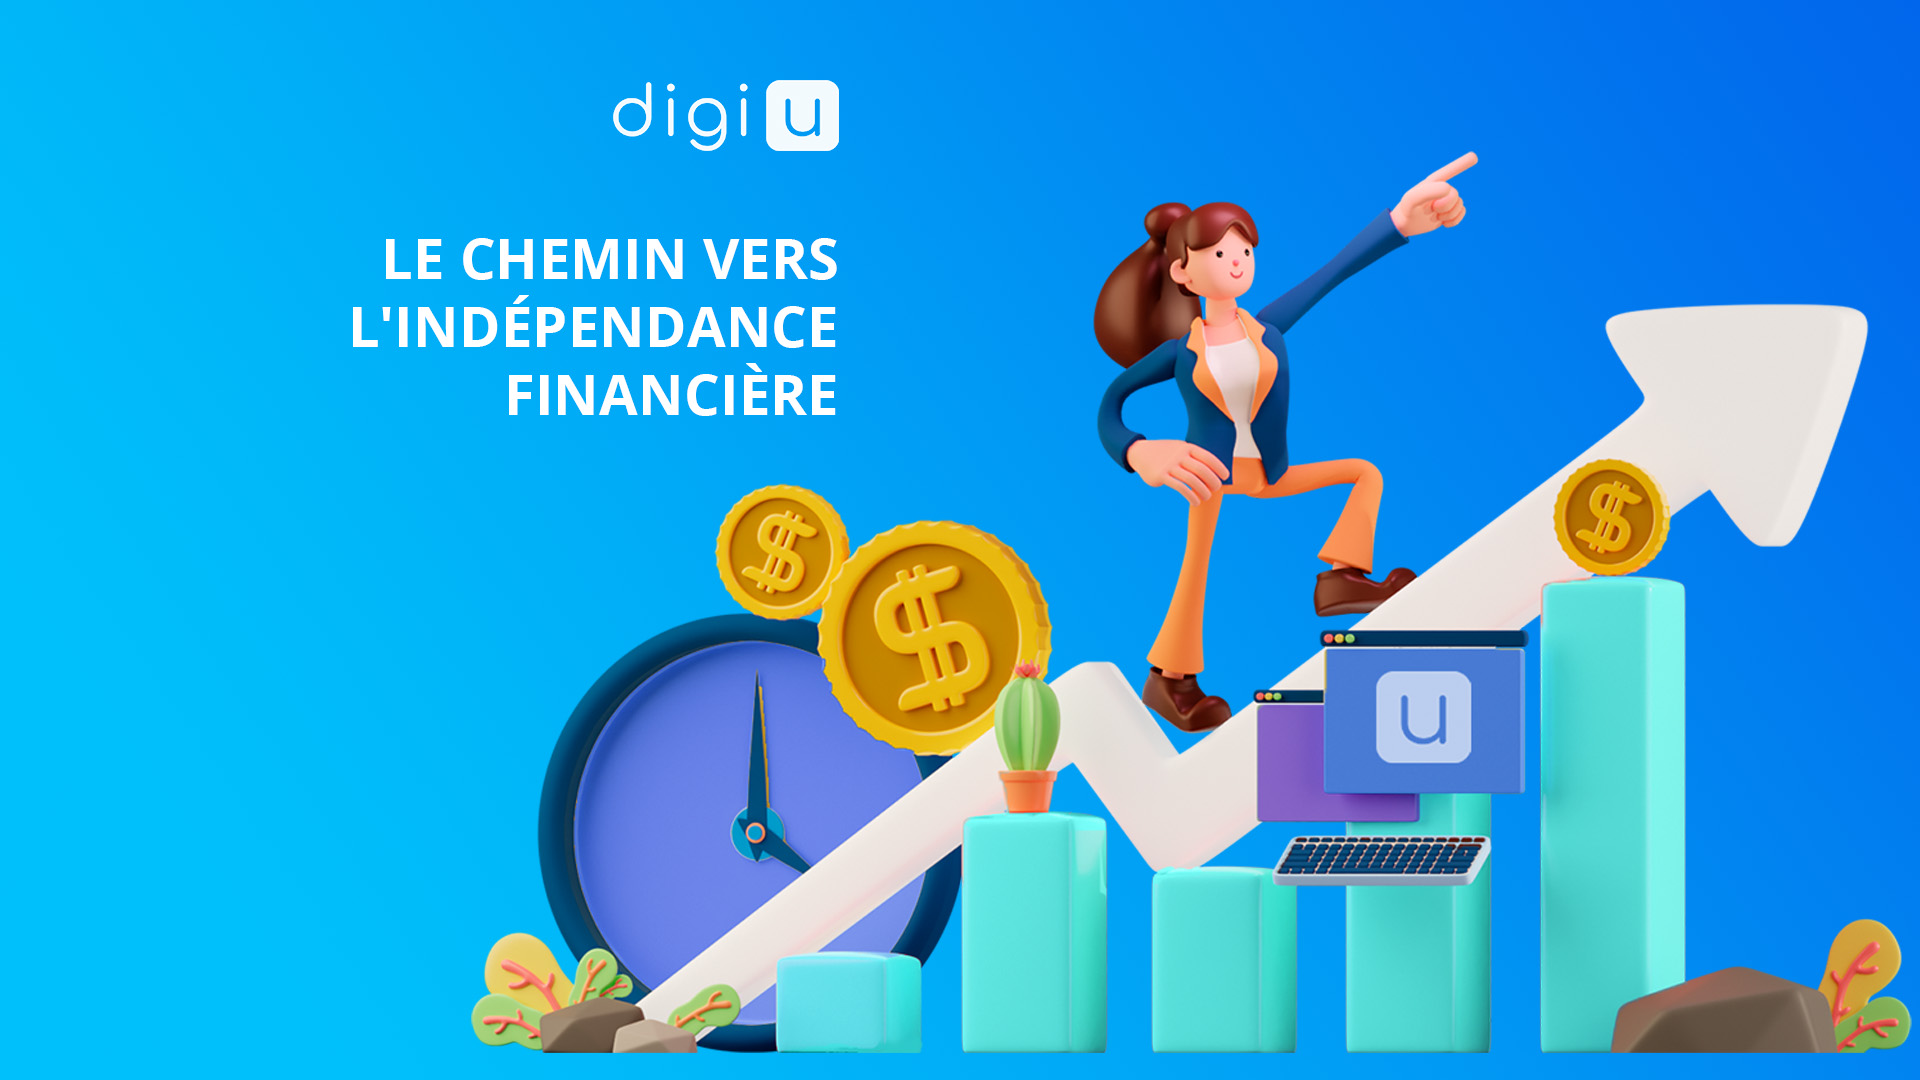 digi u
LE CHEMIN VERS
L'INDÉPENDANCE
FINANCIÈRE
$
$
$
u